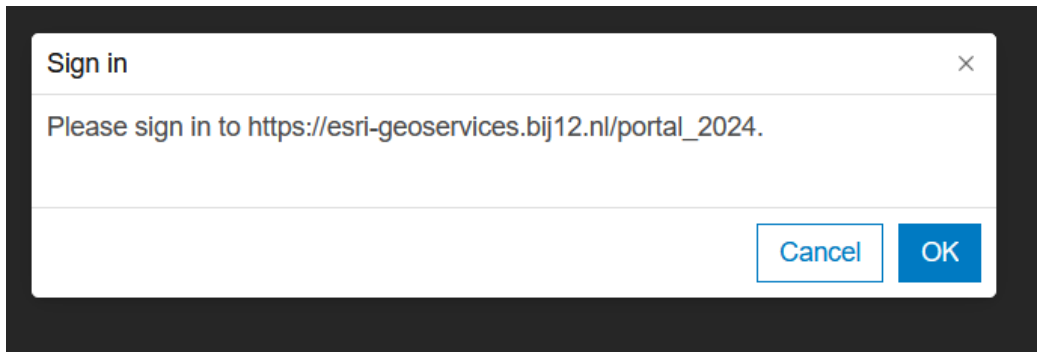 Sign in
Please sign in to https://esri-geoservices.bij12.nl/portal_2024.
Cancel OK